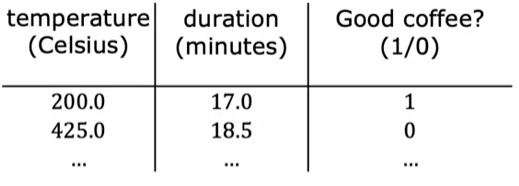 temperature duration Good coffee?
(Celsius) (minutes) (1/0)
200.0 17.0 1
425.0 18.5 0
... ... ...